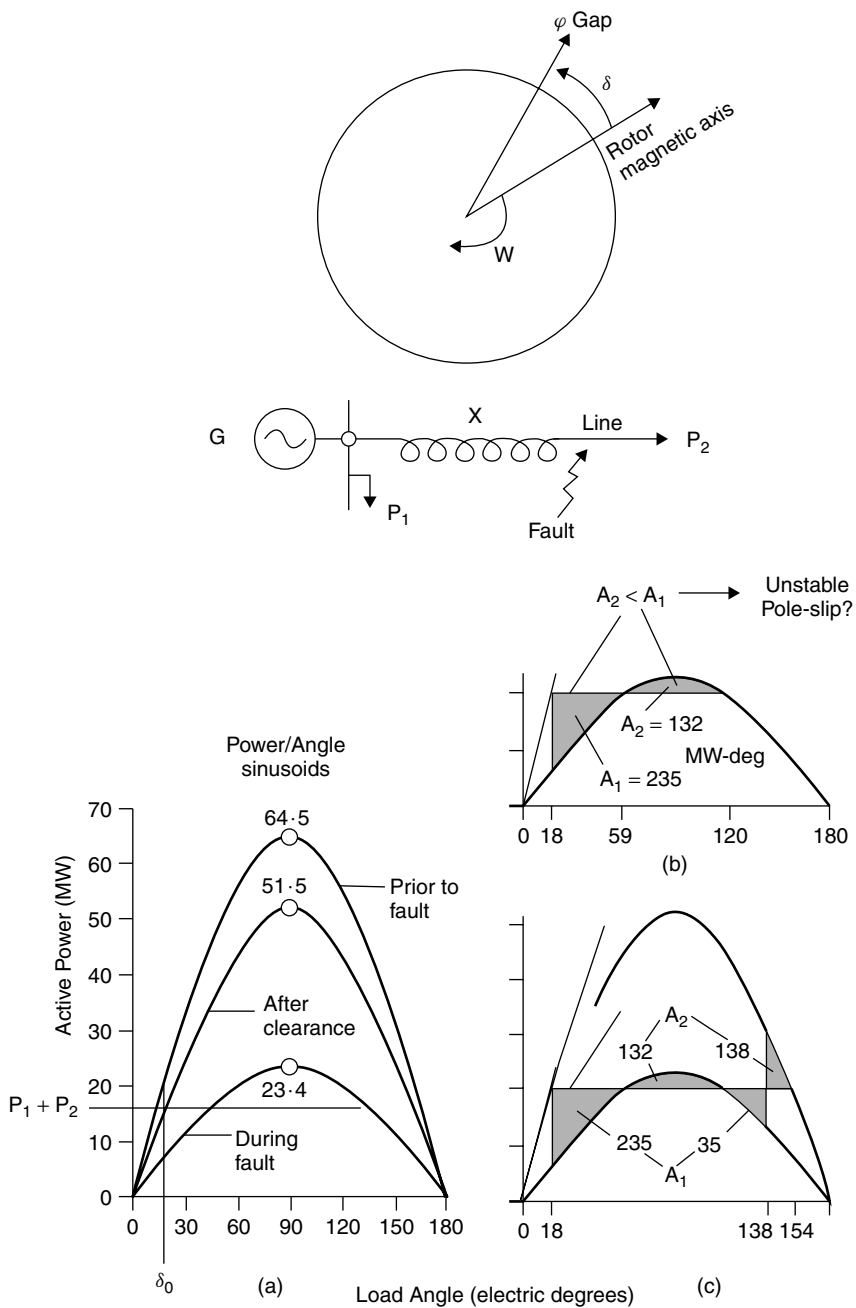 φ Gap
δ
Rotor
magnetic axis
W
G
X
Line
P2
P1
Fault
A2 < A1
Unstable
Pole-slip?
A2 = 132
MW-deg
A1 = 235
0 18 59 120 180
(b)
Power/Angle
sinusoids
Active Power (MW)
70
60
50
40
30
20
10
0
64·5
51·5
23·4
Prior to
fault
After
clearance
During
fault
P1 + P2
0 30 60 90 120 150 180
δ0
(a)
A2
132
138
235
35
A1
0 18 138 154
(c)
Load Angle (electric degrees)